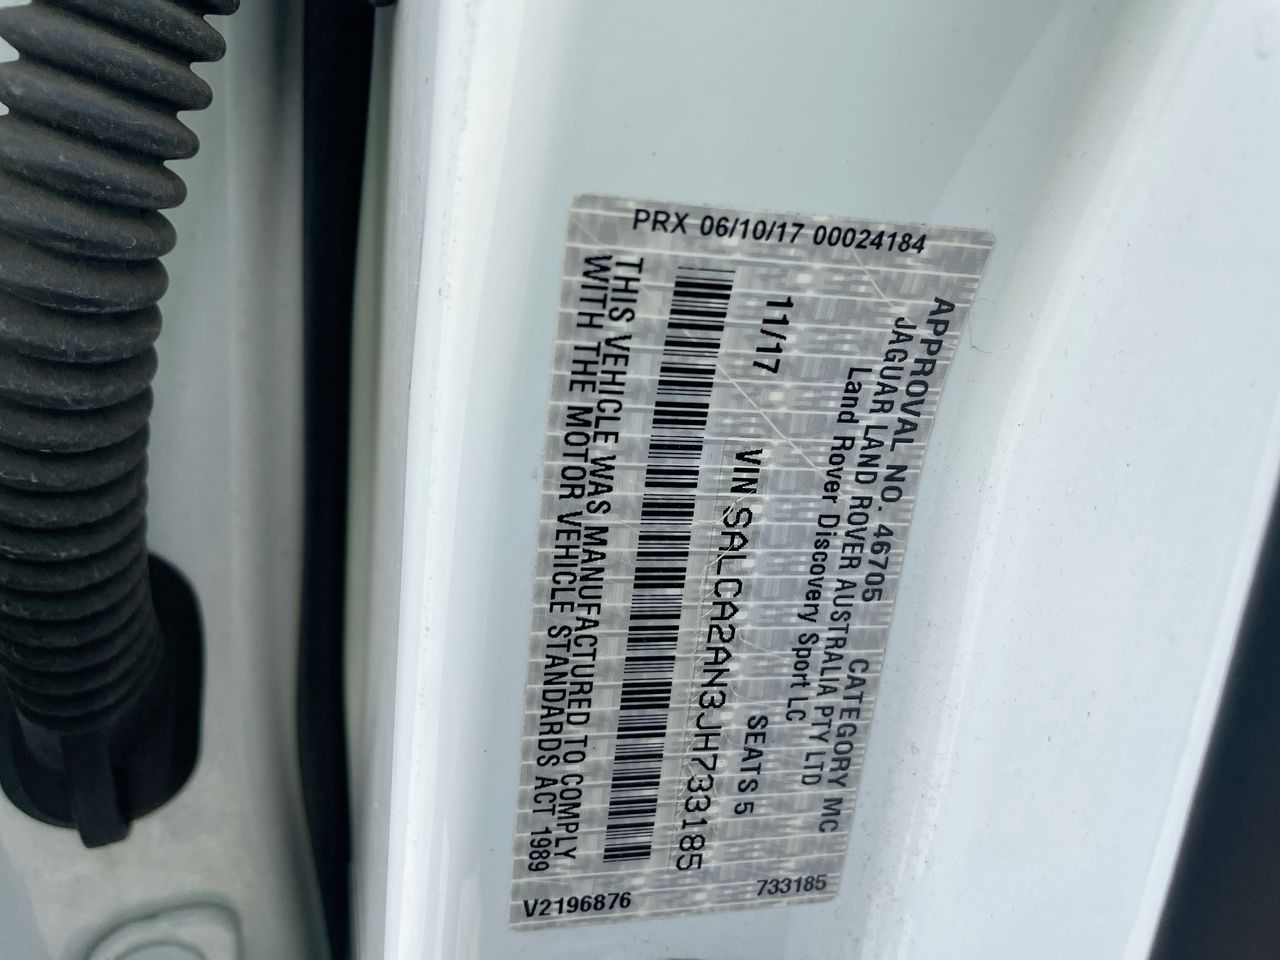 PRX 06/10/17 00024184
APPROVAL NO. 46705 CATEGORY MC
JAGUAR LAND ROVER AUSTRALIA PTY LTD
Land Rover Discovery Sport LC
11/17 SEATS 5
VIN SALCA2AN3JH733185
THIS VEHICLE WAS MANUFACTURED TO COMPLY
WITH THE MOTOR VEHICLE STANDARDS ACT 1989
V2196876 733185